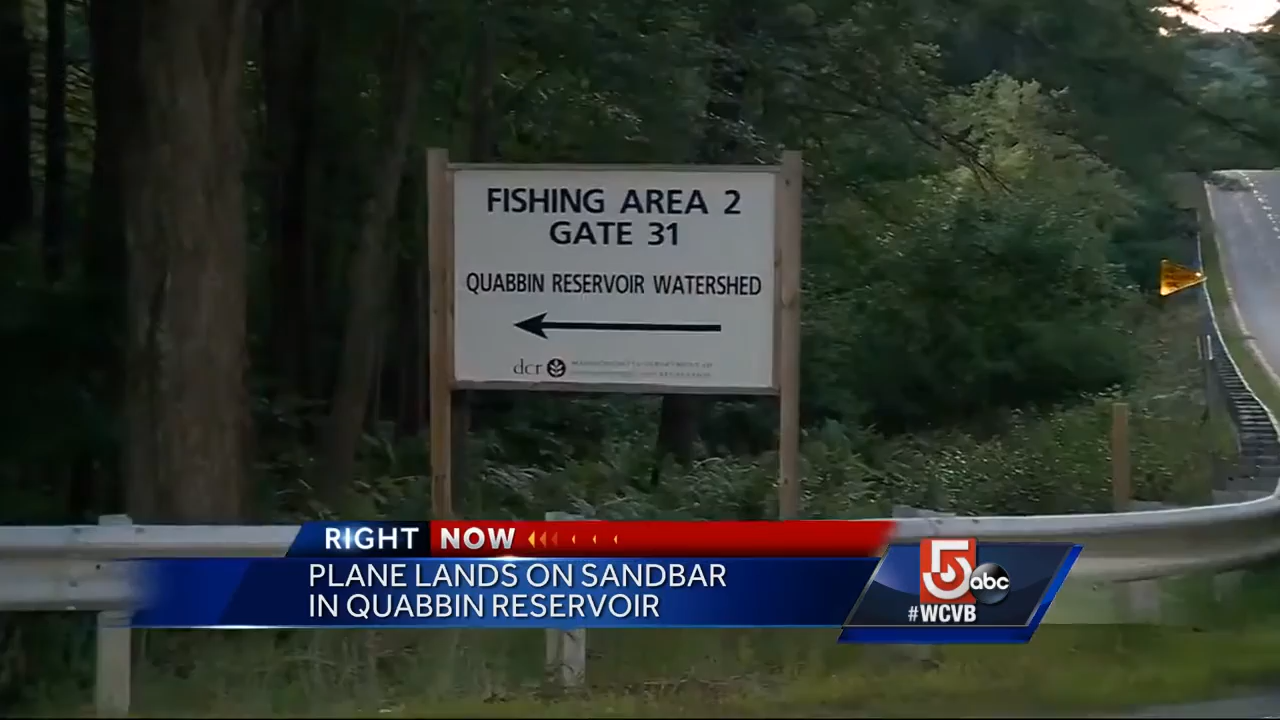 FISHING AREA 2
GATE 31
QUABBIN RESERVOIR WATERSHED
dcr
RIGHT NOW
PLANE LANDS ON SANDBAR
IN QUABBIN RESERVOIR
5 abc
#WCVB